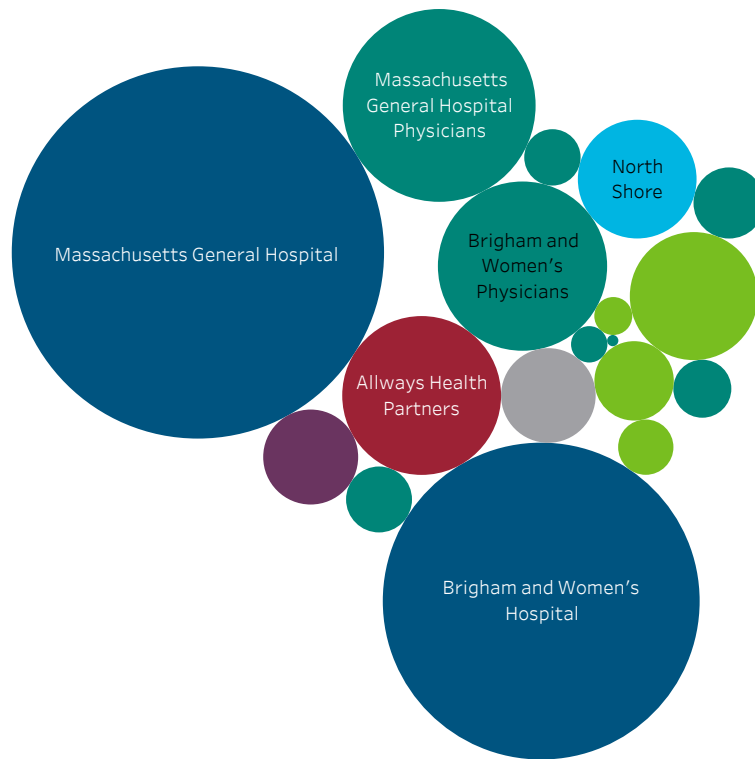 Massachusetts
General Hospital
Physicians
North
Shore
Massachusetts General Hospital
Brigham and
Women's
Physicians
Allways Health
Partners
Brigham and Women's
Hospital